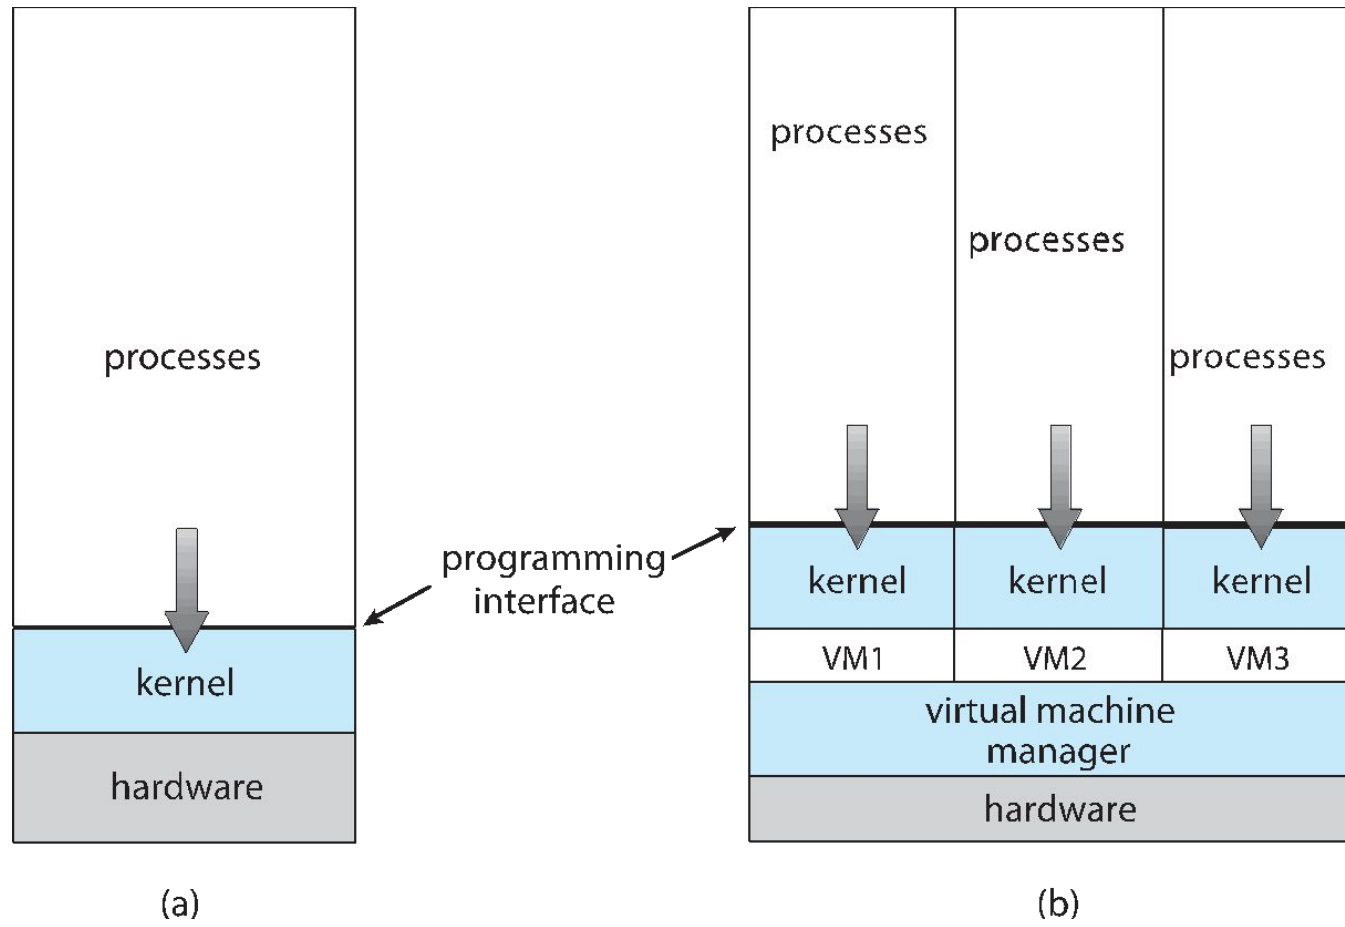 processes
kernel
hardware
(a)
programming
interface
processes
processes
processes
kernel
kernel
kernel
VM1
VM2
VM3
virtual machine
manager
hardware
(b)